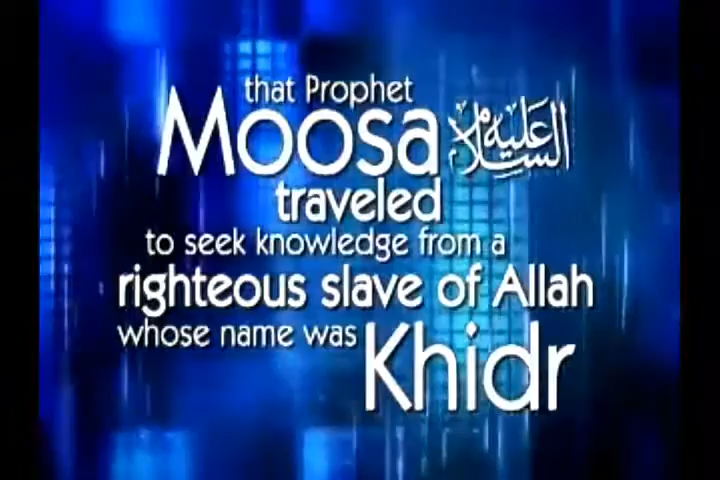 that Prophet
Moosa عليه السلام
traveled
to seek knowledge from a
righteous slave of Allah
whose name was Khidr